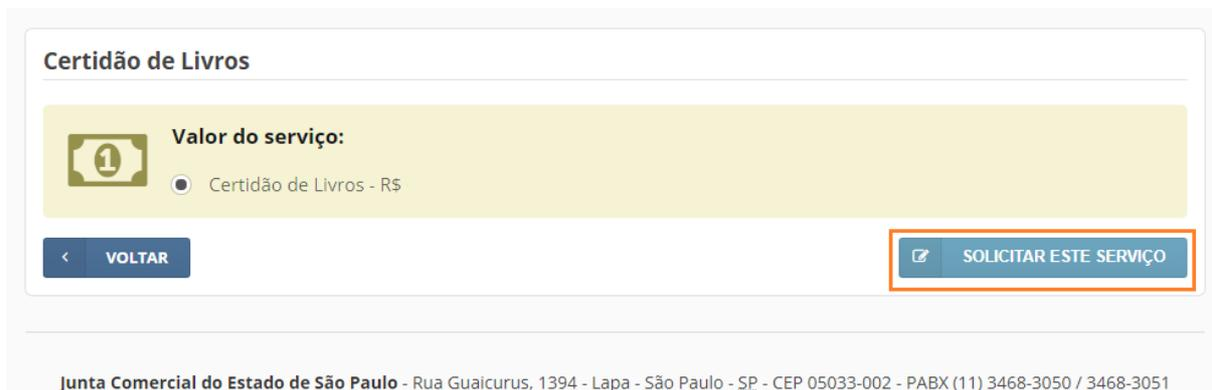 Certidão de Livros
Valor do serviço:
1
Certidão de Livros - R$
VOLTAR
SOLICITAR ESTE SERVIÇO
Junta Comercial do Estado de São Paulo - Rua Guaicurus, 1394 - Lapa - São Paulo - SP - CEP 05033-002 - PABX (11) 3468-3050 / 3468-3051